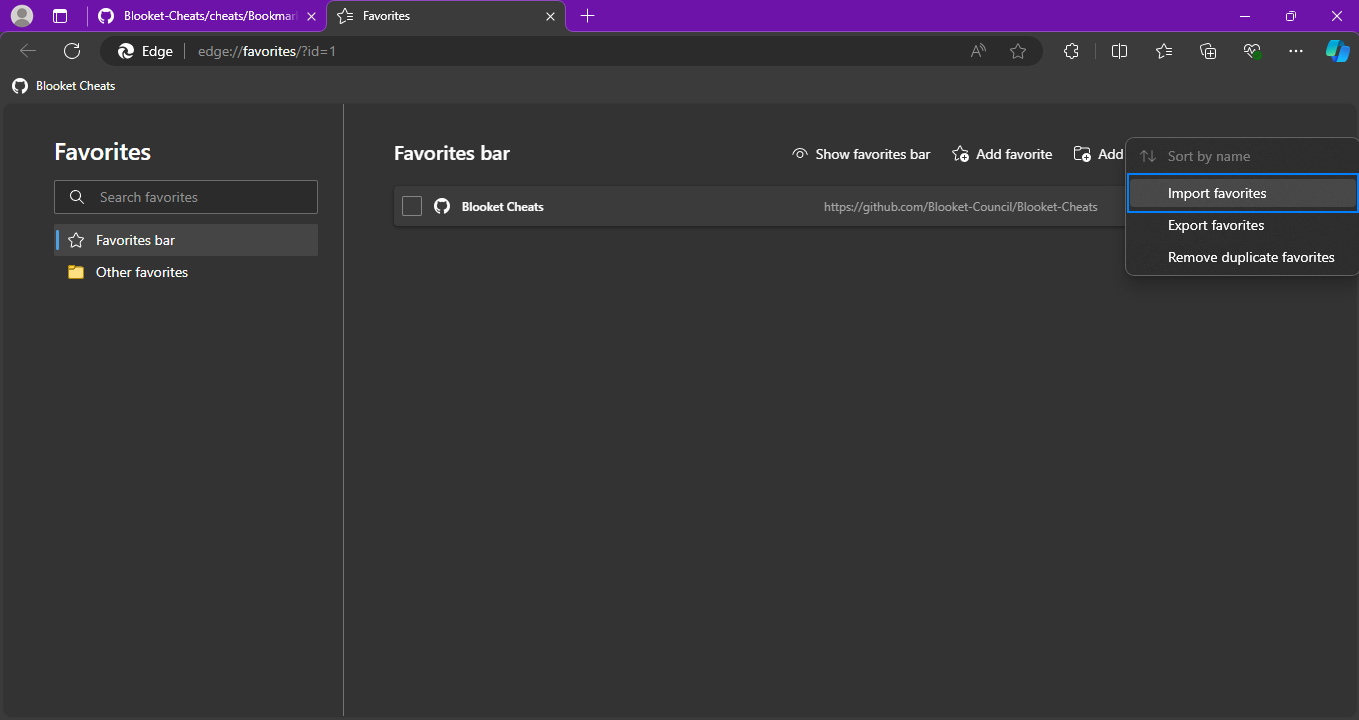 Blooket-Cheats/cheats/Bookmar
Favorites
Edge
edge://favorites/?id=1
Blooket Cheats
Favorites
Search favorites
Favorites bar
Other favorites
Favorites bar
Show favorites bar
Add favorite
Add
Blooket Cheats
https://github.com/Blooket-Council/Blooket-Cheats
Sort by name
Import favorites
Export favorites
Remove duplicate favorites